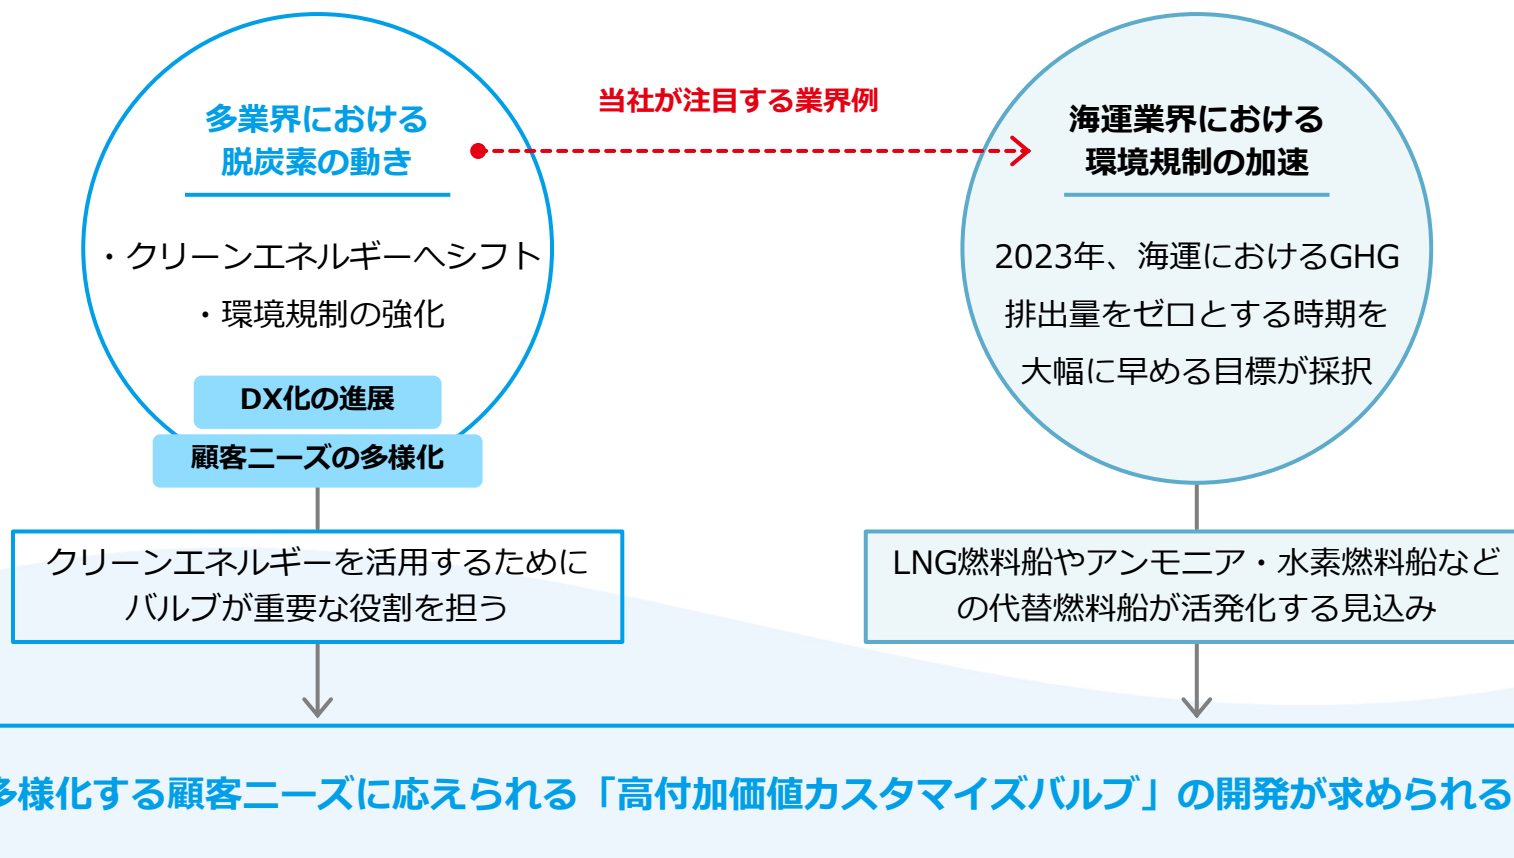 多業界における
脱炭素の動き
・クリーンエネルギーへシフト
・環境規制の強化
DX化の進展
顧客ニーズの多様化
クリーンエネルギーを活用するために
バルブが重要な役割を担う
当社が注目する業界例
海運業界における
環境規制の加速
2023年、海運におけるGHG
排出量をゼロとする時期を
大幅に早める目標が採択
LNG燃料船やアンモニア・水素燃料船など
の代替燃料船が活発化する見込み
多様化する顧客ニーズに応えられる「高付加価値カスタマイズバルブ」の開発が求められる